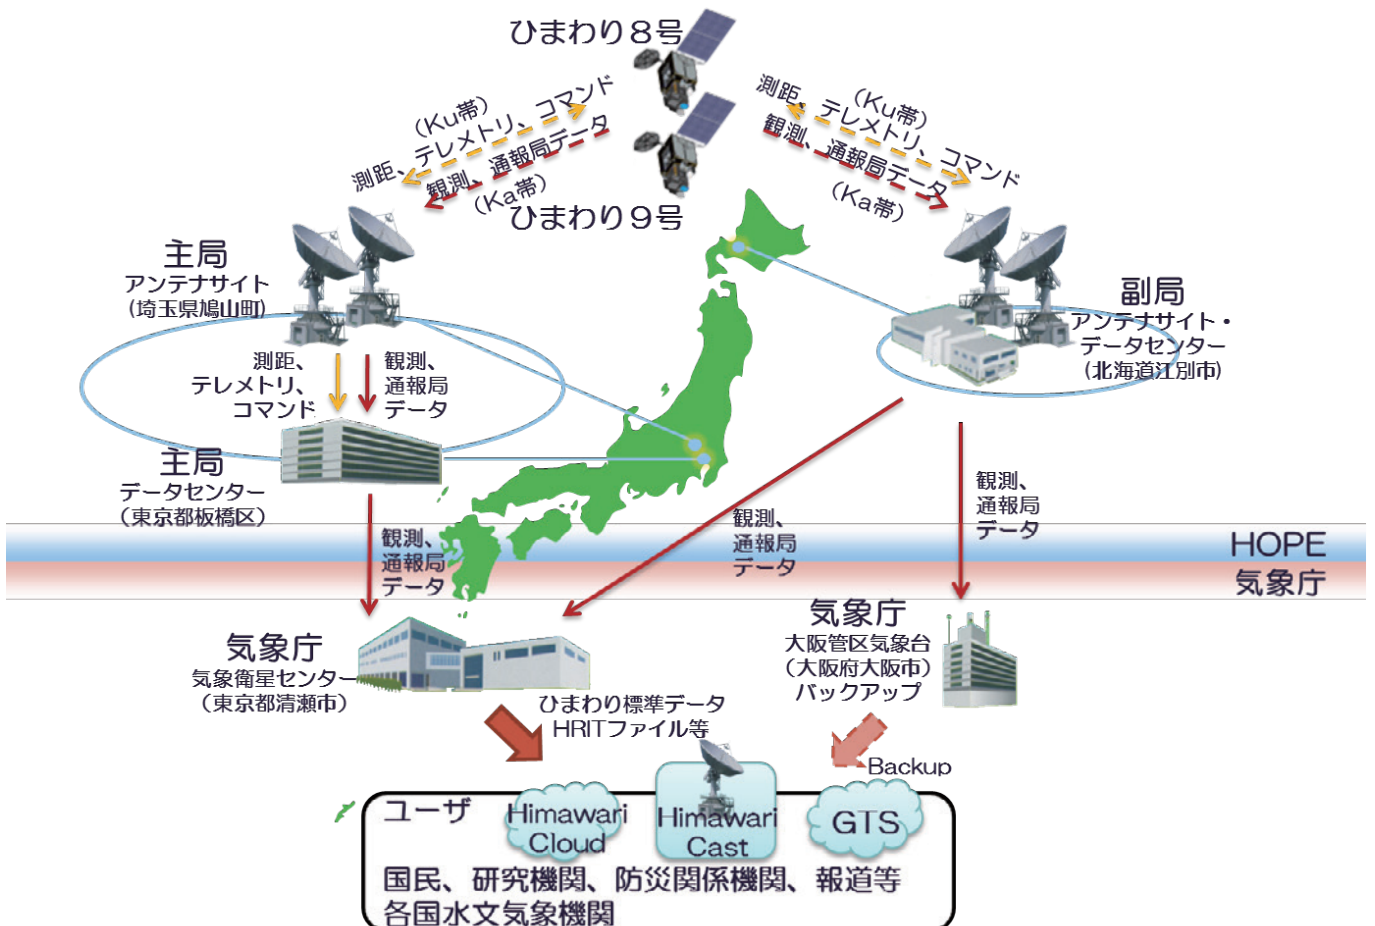 ひまわり８号
(Ku帯)
測距、テレメトリ、コマンド
観測、通報局データ
(Ka帯)
(Ku帯)
測距、テレメトリ、コマンド
観測、通報局データ
(Ka帯)
ひまわり９号
主局
アンテナサイト
(埼玉県鳩山町)
副局
アンテナサイト・
データセンター
(北海道江別市)
測距、
テレメトリ、
コマンド
観測、
通報局
データ
主局
データセンター
（東京都板橋区）
観測、
通報局
データ
観測、
通報局
データ
観測、
通報局
データ
HOPE
気象庁
気象庁
気象衛星センター
（東京都清瀬市）
気象庁
大阪管区気象台
（大阪府大阪市）
バックアップ
ひまわり標準データ
HRITファイル等
Backup
ユーザ
Himawari
Cloud
Himawari
Cast
GTS
国民、研究機関、防災関係機関、報道等
各国水文気象機関